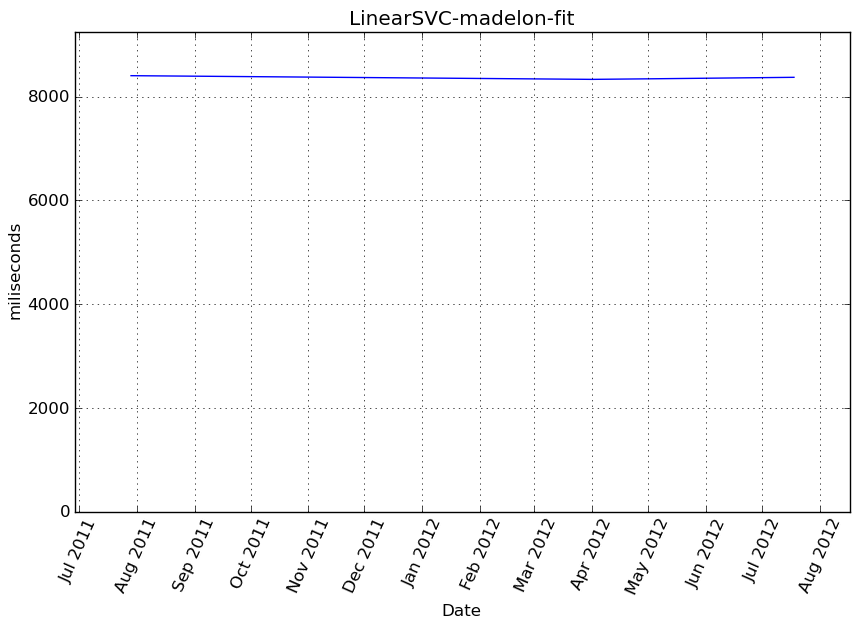 LinearSVC-madelon-fit
8000
6000
4000
2000
0
miliseconds
Jul 2011
Aug 2011
Sep 2011
Oct 2011
Nov 2011
Dec 2011
Jan 2012
Feb 2012
Mar 2012
Apr 2012
May 2012
Jun 2012
Jul 2012
Aug 2012
Date